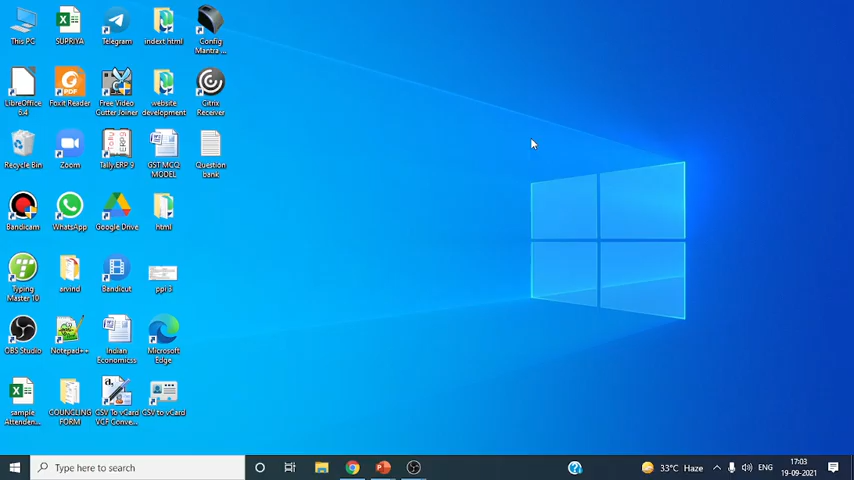 This PC
SUPRIYA
Telegram
indext html
Config
Mantra ...
LibreOffice
6.4
Foxit Reader
Free Video
Cutter Joiner
website
development
Citrix
Receiver
Recycle Bin
Zoom
Tally.ERP 9
GST MCQ
MODEL
Question
bank
Bandicam
WhatsApp
Google Drive
html
Typing
Master 10
arvind
Bandicut
ppi 3
OBS Studio
Notepad++
Indian
Economicss
Microsoft
Edge
sample
Attenden...
COUNGLING
FORM
CSV To vCard
VCF Conve...
CSV to vCard
Type here to search
33°C Haze
ENG
17:03
19-09-2021